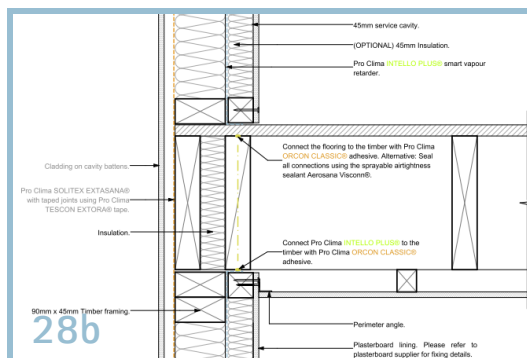 45mm service cavity.
(OPTIONAL) 45mm Insulation.
Pro Clima INTELLO PLUS® smart vapour
retarder.
Connect the flooring to the timber with Pro Clima
ORCON CLASSIC® adhesive. Alternative: Seal
all connections using the sprayable airtightness
sealant Aerosana Visconn®.
Cladding on cavity battens.
Pro Clima SOLITEX EXTASANA®
with taped joints using Pro Clima
TESCON EXTORA® tape.
Insulation.
Connect Pro Clima INTELLO PLUS® to the
timber with Pro Clima ORCON CLASSIC®
adhesive.
90mm x 45mm Timber framing.
28b
Perimeter angle.
Plasterboard lining. Please refer to
plasterboard supplier for fixing details.